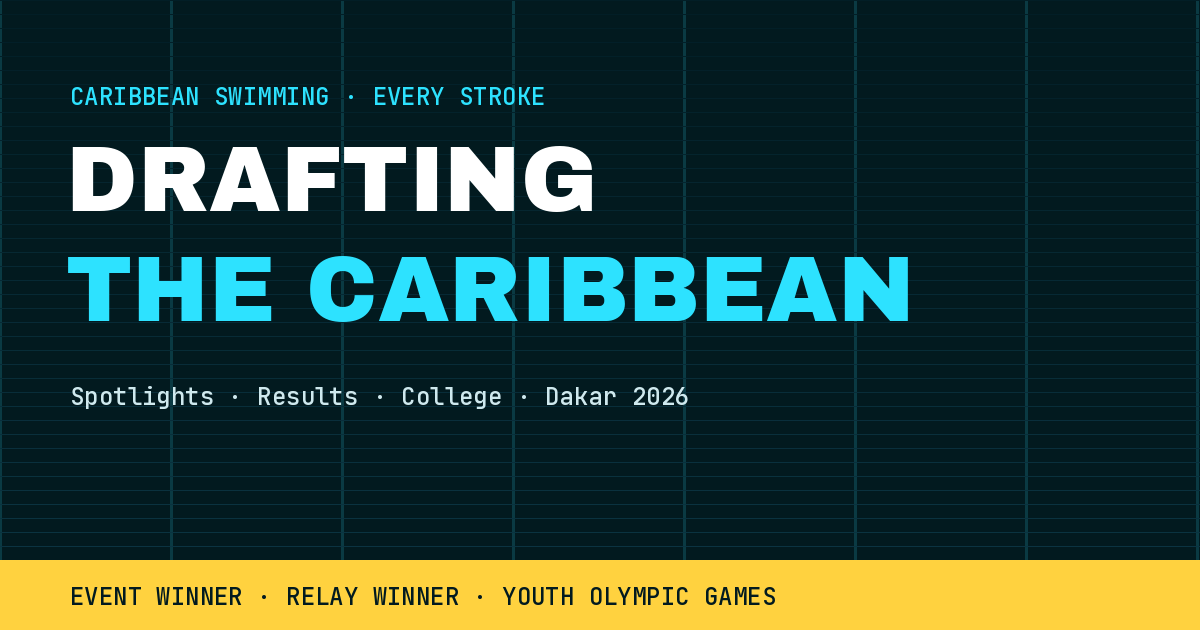 CARIBBEAN SWIMMING · EVERY STROKE
DRAFTING
THE CARIBBEAN
Spotlights · Results · College · Dakar 2026
EVENT WINNER · RELAY WINNER · YOUTH OLYMPIC GAMES